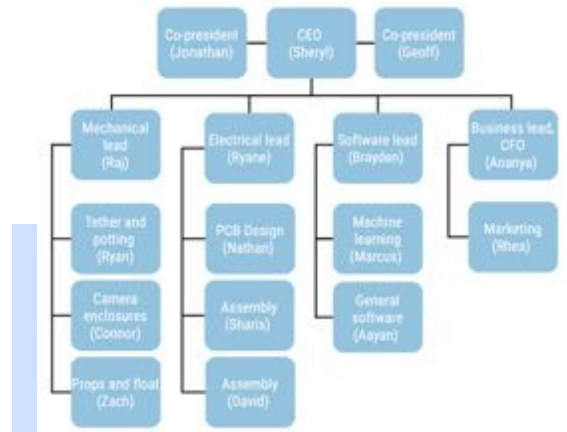 Co-president
(Jonathan)
CEO
(Sheryl)
Co-president
(Geoff)
Mechanical
lead
(Raj)
Electrical lead
(Ryane)
Software lead
(Brayden)
Business lead,
CFO
(Ananya)
Tether and
potting
(Ryan)
PCB Design
(Nathan)
Machine
learning
(Marcus)
Marketing
(Rhea)
Camera
enclosures
(Connor)
Assembly
(Sharis)
General
software
(Aayan)
Props and float
(Zach)
Assembly
(David)